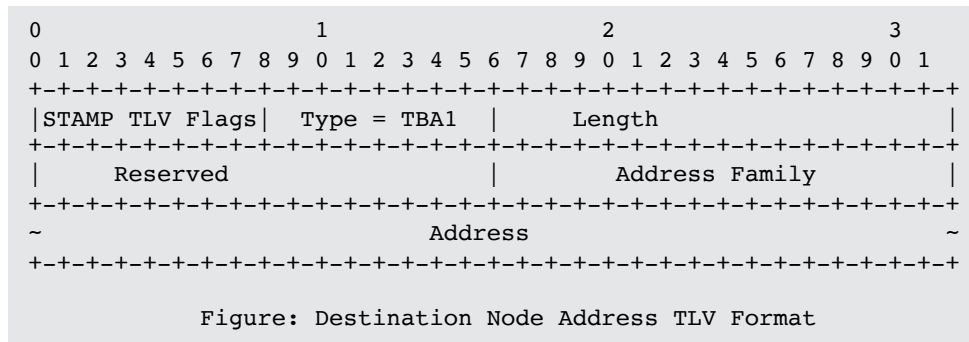 0                   1                   2                   3
0 1 2 3 4 5 6 7 8 9 0 1 2 3 4 5 6 7 8 9 0 1 2 3 4 5 6 7 8 9 0 1
+-+-+-+-+-+-+-+-+-+-+-+-+-+-+-+-+-+-+-+-+-+-+-+-+-+-+-+-+-+-+-+-+
|STAMP TLV Flags|  Type = TBA1  |     Length                    |
+-+-+-+-+-+-+-+-+-+-+-+-+-+-+-+-+-+-+-+-+-+-+-+-+-+-+-+-+-+-+-+-+
|     Reserved                  |        Address Family         |
+-+-+-+-+-+-+-+-+-+-+-+-+-+-+-+-+-+-+-+-+-+-+-+-+-+-+-+-+-+-+-+-+
~                           Address                             ~
+-+-+-+-+-+-+-+-+-+-+-+-+-+-+-+-+-+-+-+-+-+-+-+-+-+-+-+-+-+-+-+-+
Figure: Destination Node Address TLV Format